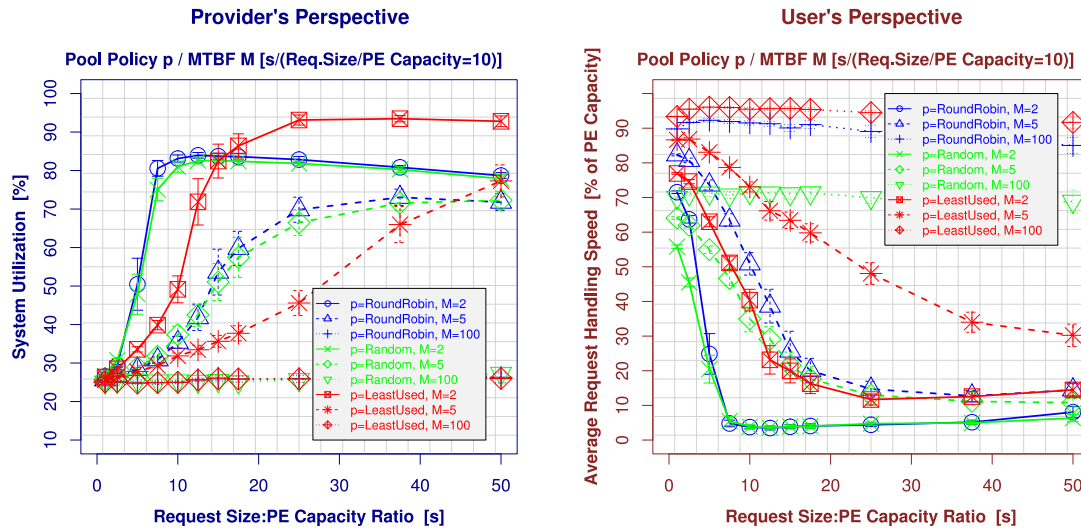 Provider's Perspective
Pool Policy p / MTBF M [s/(Req.Size/PE Capacity=10)]
System Utilization [%]
100
90
80
70
60
50
40
30
20
10
p=RoundRobin, M=2
p=RoundRobin, M=5
p=RoundRobin, M=100
p=Random, M=2
p=Random, M=5
p=Random, M=100
p=LeastUsed, M=2
p=LeastUsed, M=5
p=LeastUsed, M=100
0 10 20 30 40 50
Request Size:PE Capacity Ratio [s]
User's Perspective
Pool Policy p / MTBF M [s/(Req.Size/PE Capacity=10)]
Average Request Handling Speed [% of PE Capacity]
90
80
70
60
50
40
30
20
10
0
p=RoundRobin, M=2
p=RoundRobin, M=5
p=RoundRobin, M=100
p=Random, M=2
p=Random, M=5
p=Random, M=100
p=LeastUsed, M=2
p=LeastUsed, M=5
p=LeastUsed, M=100
0 10 20 30 40 50
Request Size:PE Capacity Ratio [s]